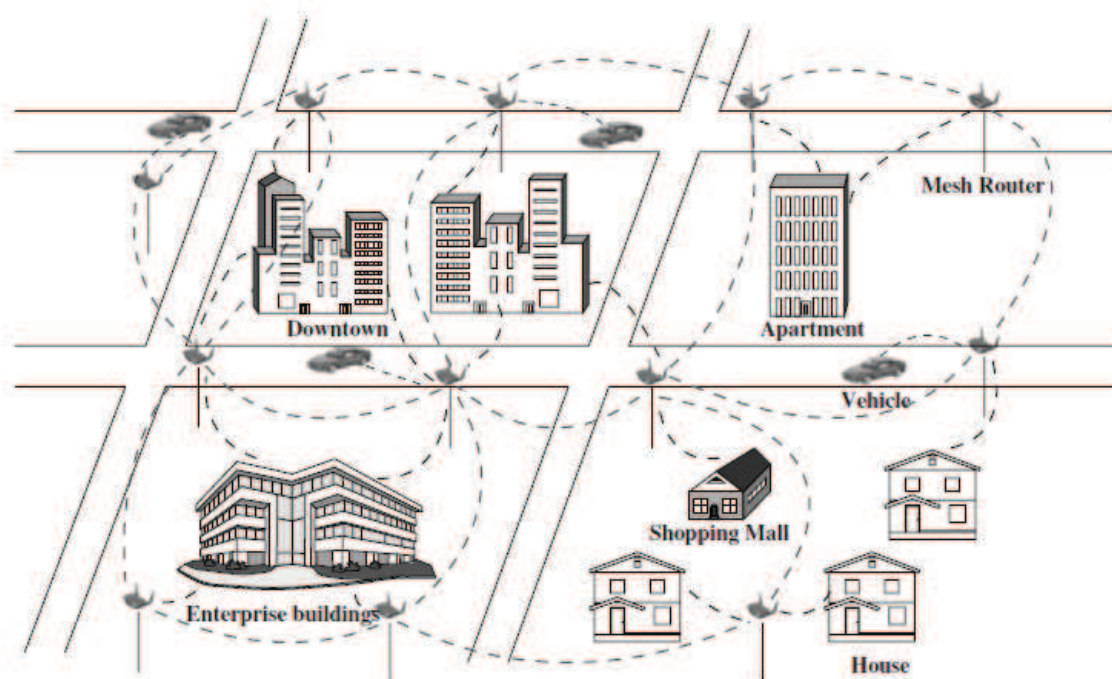 Mesh Router
Downtown
Apartment
Vehicle
Shopping Mall
Enterprise buildings
House